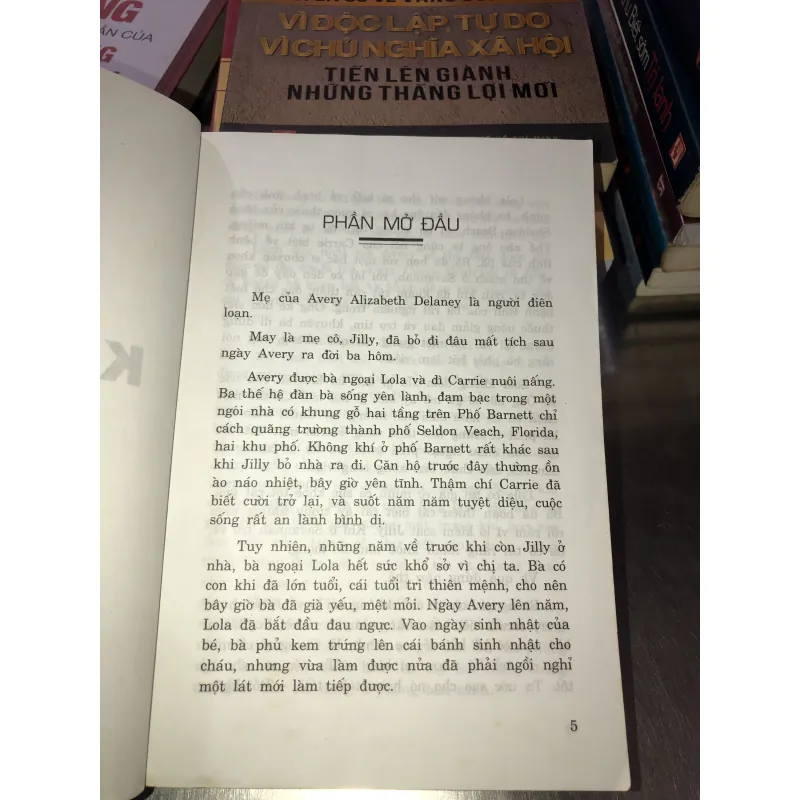 NG
ẦN CỦA
VÌ ĐỘC LẬP, TỰ DO
VÌ CHỦ NGHĨA XÃ HỘI
TIẾN LÊN GIÀNH
NHỮNG THẮNG LỢI MỚI
Biết sớm
K
PHẦN MỞ ĐẦU
Mẹ của Avery Alizabeth Delaney là người điên
loan.
May là mẹ cô, Jilly, đã bỏ đi đâu mất tích sau
ngày Avery ra đời ba hôm.
Avery được bà ngoại Lola và dì Carrie nuôi nấng.
Ba thế hệ đàn bà sống yên lành, đạm bạc trong một
ngôi nhà có khung gỗ hai tầng trên Phố Barnett chỉ
cách quãng trường thành phố Seldon Veach, Florida,
hai khu phố. Không khí ở phố Barnett rất khác sau
khi Jilly bỏ nhà ra đi. Căn hộ trước đây thường ồn
ào náo nhiệt, bây giờ yên tĩnh. Thậm chí Carrie đã
biết cười trở lại, và suốt năm năm tuyệt diệu, cuộc
sống rất an lành bình dị.
Tuy nhiên, những năm về trước khi còn Jilly ở
nhà, bà ngoại Lola hết sức khổ sở vì chị ta. Bà có
con khi đã lớn tuổi, cái tuổi tri thiên mệnh, cho nên
bây giờ bà đã già yếu, mệt mỏi. Ngày Avery lên năm,
Lola đã bắt đẩu đau ngực. Vào ngày sinh nhật của
bé, bà phủ kem trứng lên cái bánh sinh nhật cho
cháu, nhưng vừa làm được nửa đã phải ngồi nghỉ
một lát mới làm tiếp được.
5